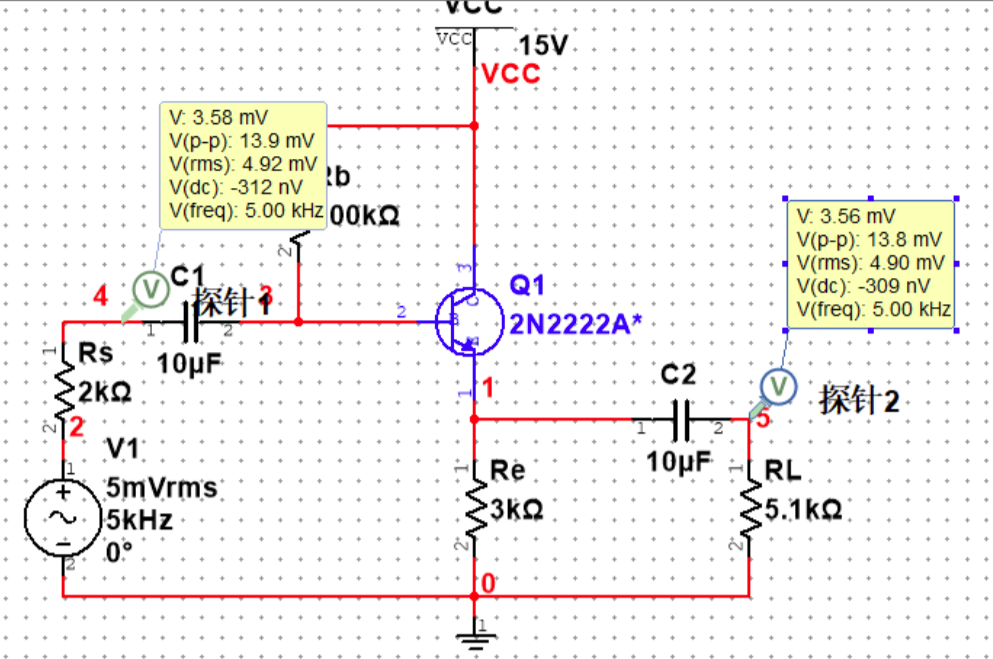 VCC
VCC
15V
VCC
V: 3.58 mV
V(p-p): 13.9 mV
V(rms): 4.92 mV
V(dc): -312 nV
V(freq): 5.00 kHz
00kΩ
2
V: 3.56 mV
V(p-p): 13.8 mV
V(rms): 4.90 mV
V(dc): -309 nV
V(freq): 5.00 kHz
3
Q1
2N2222A*
C
B
E
2
1
1
4
V
C1
探针1
3
1
2
10µF
1
Rs
2kΩ
2
2
V1
1
5mVrms
5kHz
0°
2
C2
1
2
10µF
V
探针2
5
1
Re
3kΩ
2
1
RL
5.1kΩ
2
0
1